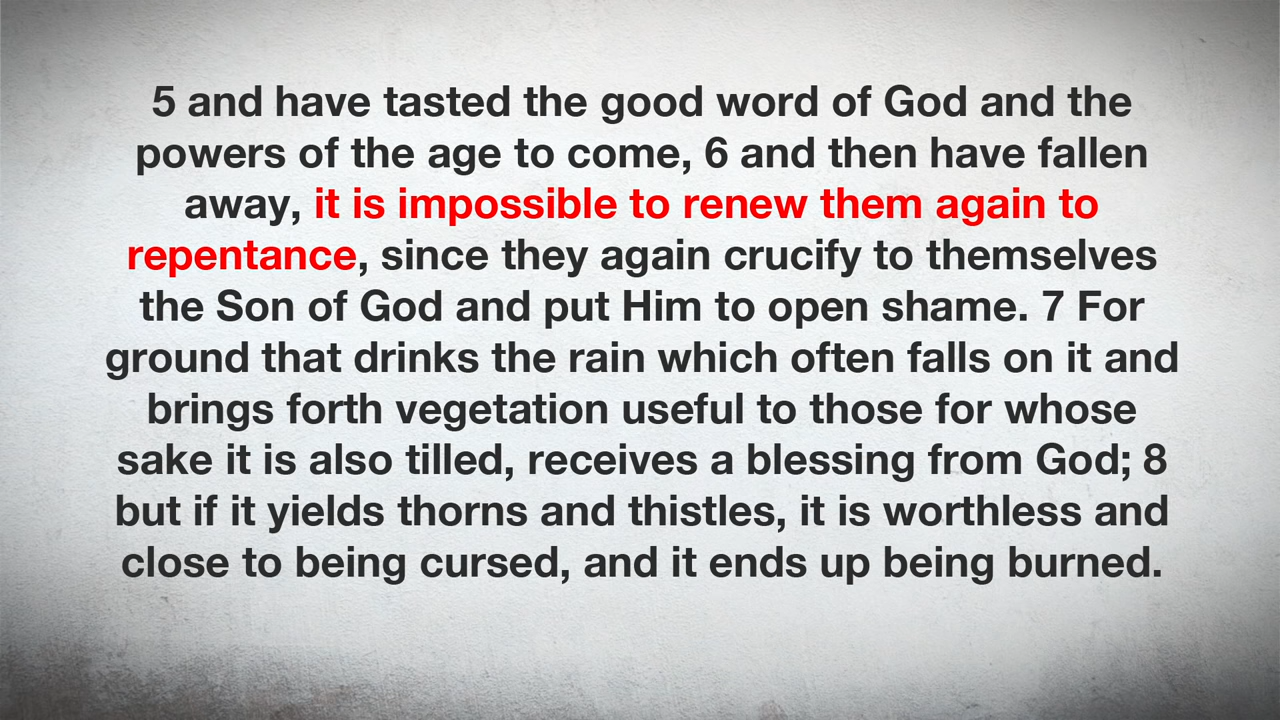 5 and have tasted the good word of God and the
powers of the age to come, 6 and then have fallen
away, it is impossible to renew them again to
repentance, since they again crucify to themselves
the Son of God and put Him to open shame. 7 For
ground that drinks the rain which often falls on it and
brings forth vegetation useful to those for whose
sake it is also tilled, receives a blessing from God; 8
but if it yields thorns and thistles, it is worthless and
close to being cursed, and it ends up being burned.